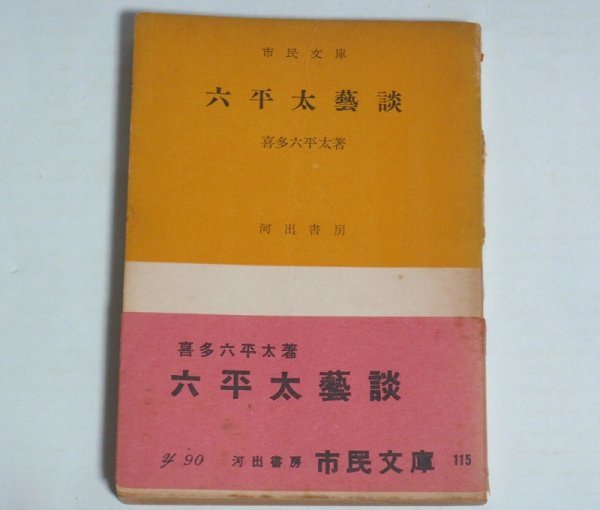 市民文庫
六平太藝談
喜多六平太著
河出書房
喜多六平太著
六平太藝談
¥ 90 河出書房 市民文庫 115